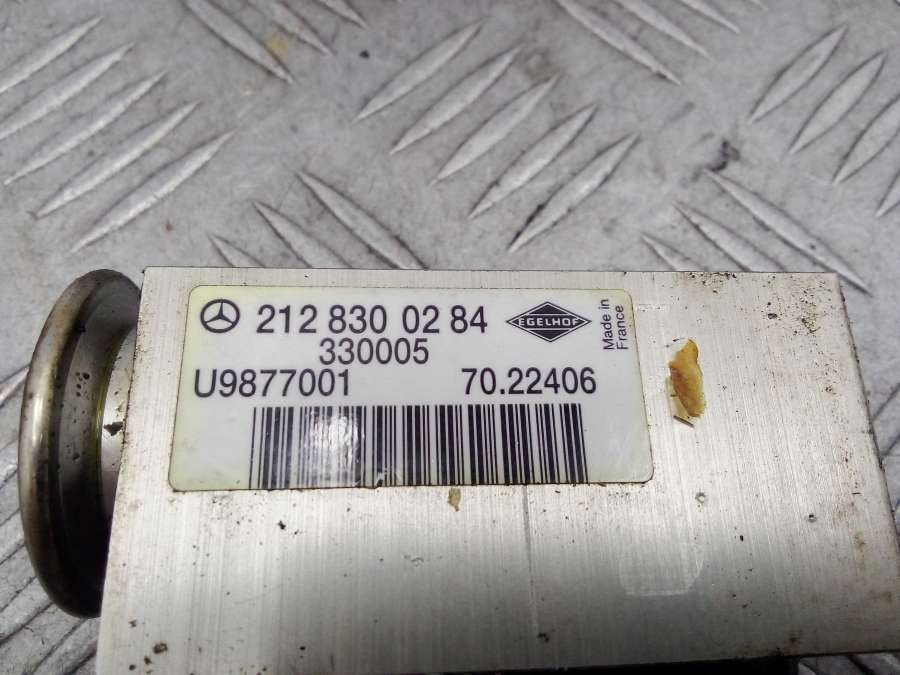 212 830 02 84
EGELHOF
Made in
France
330005
U9877001 70.22406